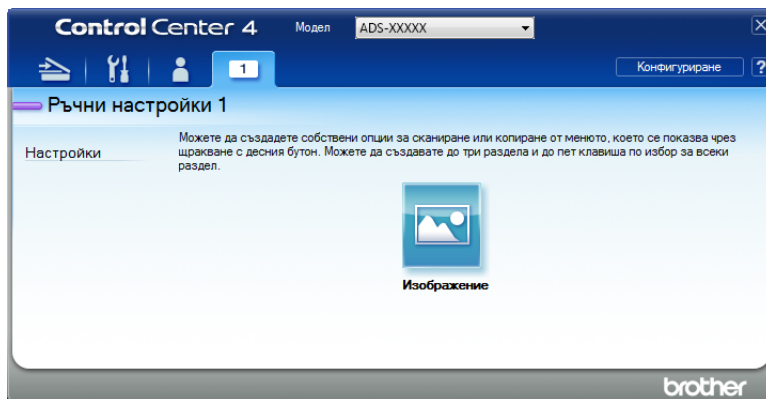 Control Center 4 Модел ADS-XXXXX
1 Конфигуриране ?
Ръчни настройки 1
Настройки
Можете да създадете собствени опции за сканиране или копиране от менюто, което се показва чрез
щракване с десния бутон. Можете да създавате до три раздела и до пет клавиша по избор за всеки
раздел.
Изображение
brother